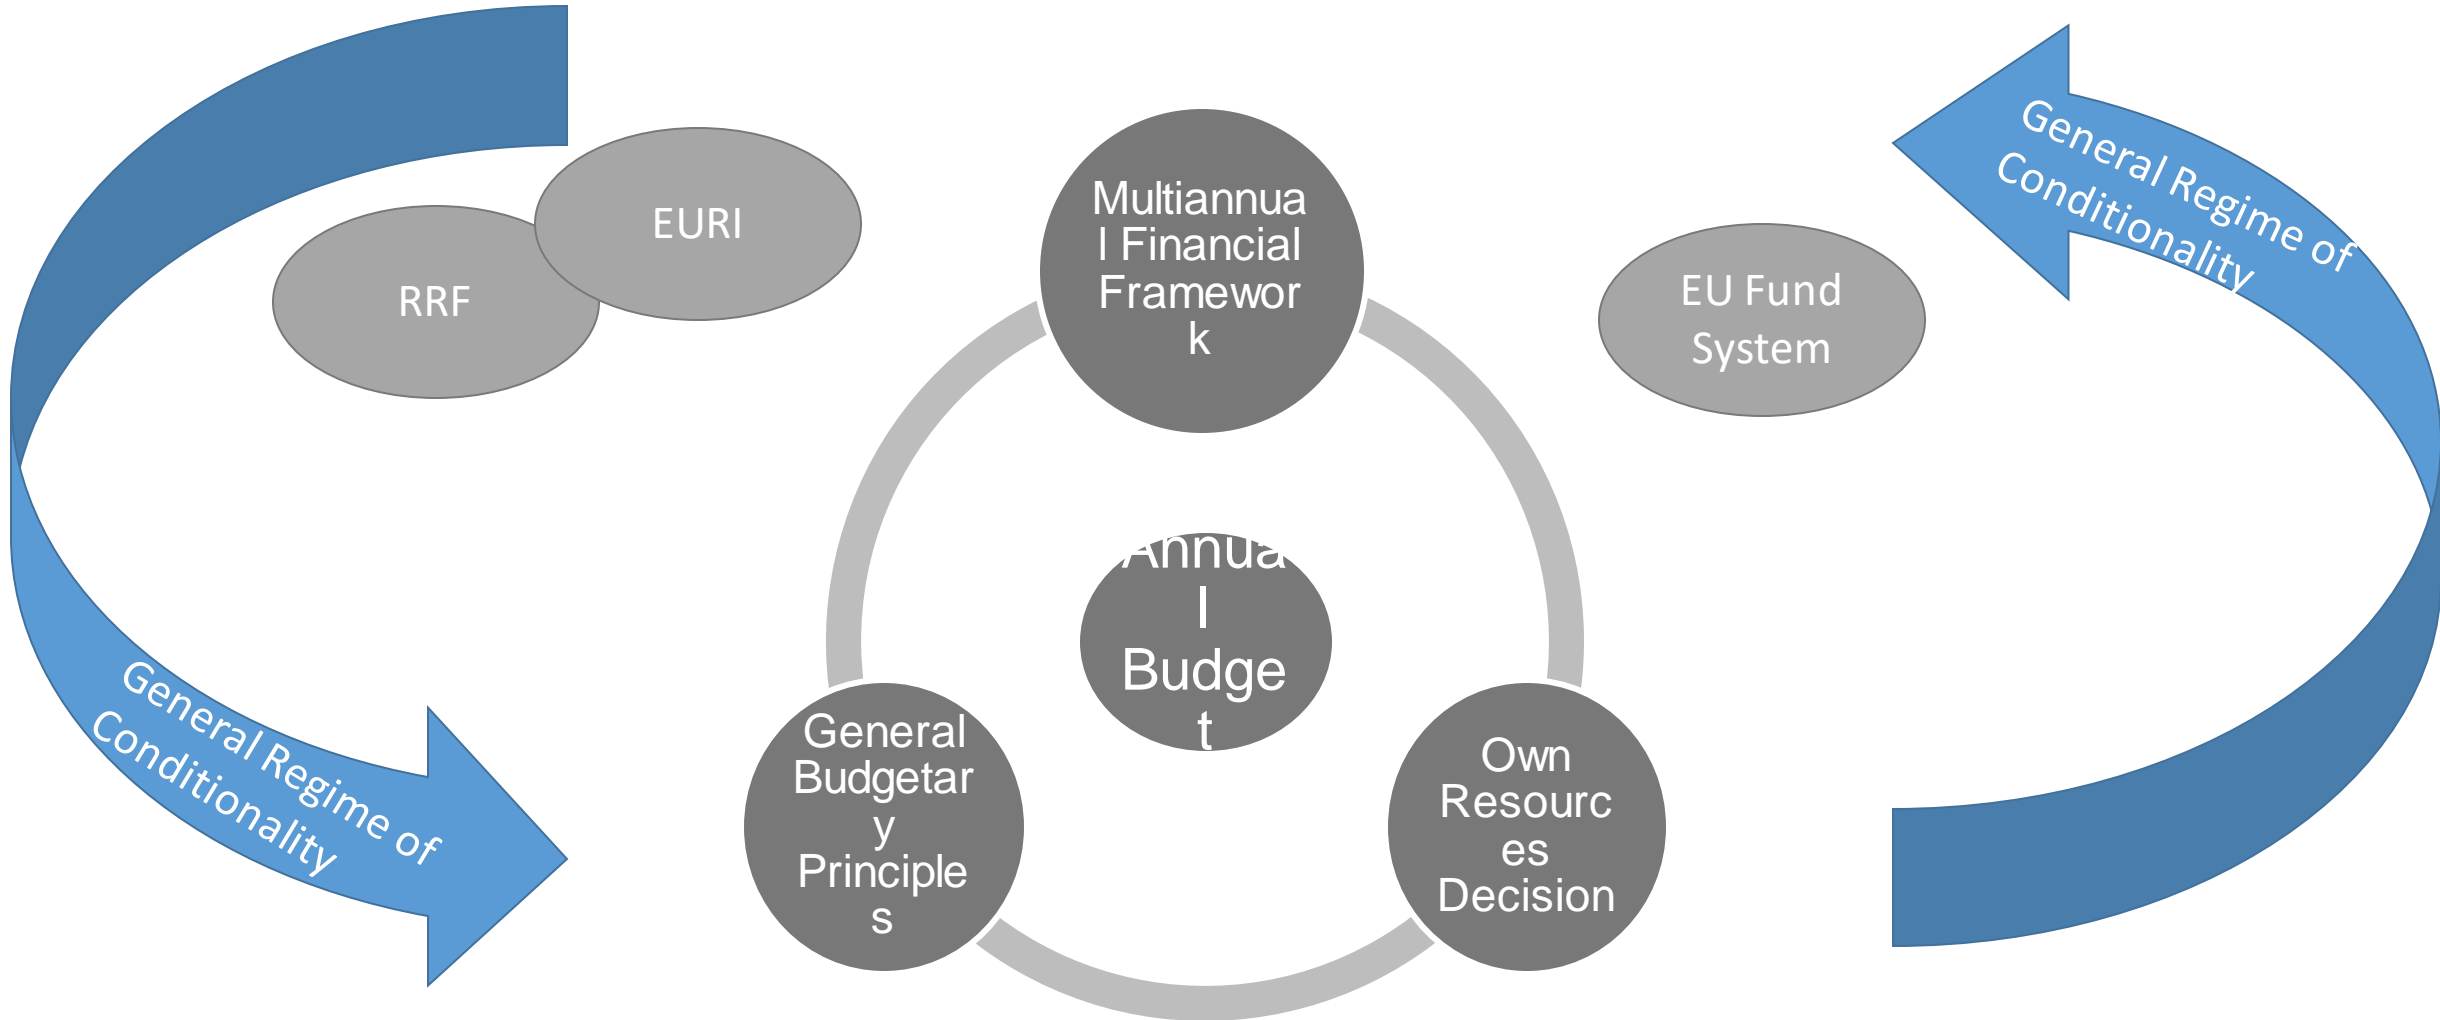 General Regime of
Conditionality
EURI
RRF
Multiannua
l Financial
Framewor
k
EU Fund
System
Annua
l
Budge
t
General
Budgetar
y
Principle
s
Own
Resourc
es
Decision
General Regime of
Conditionality